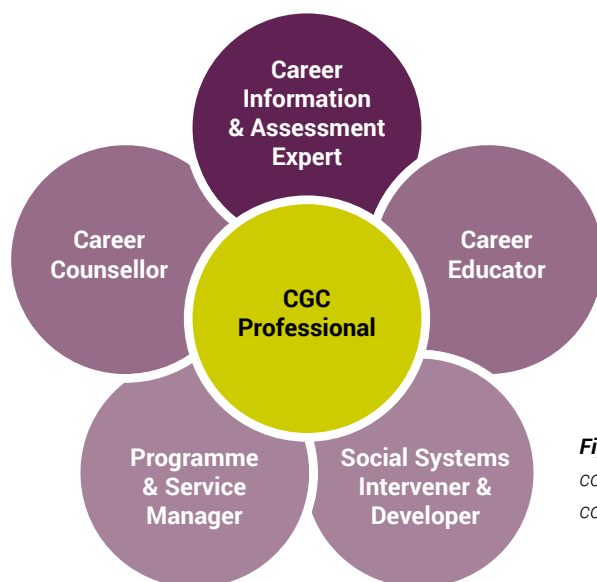 Career
Information
& Assessment
Expert
Career
Counsellor
Career
Educator
CGC
Professional
Programme
& Service
Manager
Social Systems
Intervener &
Developer